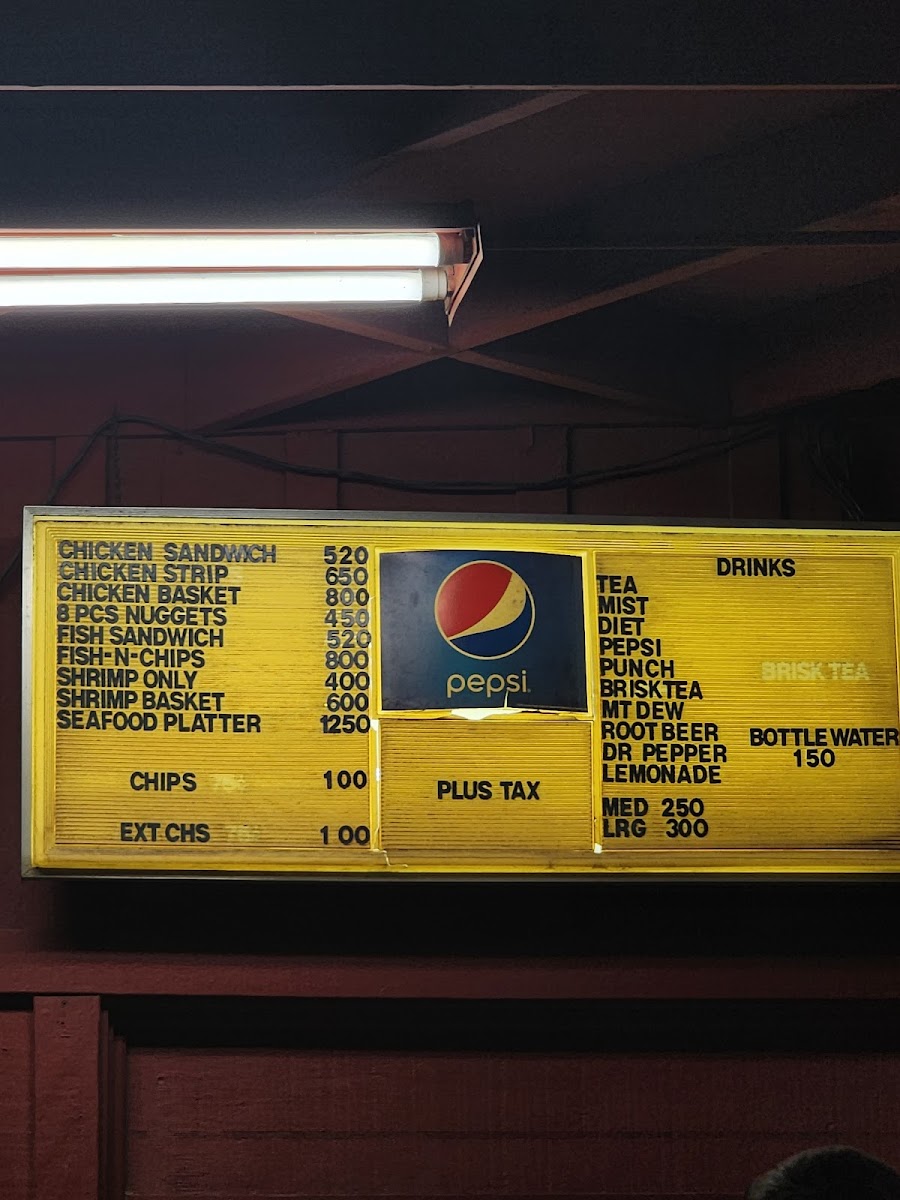 CHICKEN SANDWICH 520
CHICKEN STRIP 650
CHICKEN BASKET 800
8 PCS NUGGETS 450
FISH SANDWICH 520
FISH-N-CHIPS 800
SHRIMP ONLY 400
SHRIMP BASKET 600
SEAFOOD PLATTER 1250
CHIPS 100
EXT CHS 100
pepsi
PLUS TAX
DRINKS
TEA
MIST
DIET
PEPSI
PUNCH
BRISK TEA
BRISK TEA
MT DEW
ROOT BEER
DR PEPPER
LEMONADE
BOTTLE WATER
150
MED 250
LRG 300